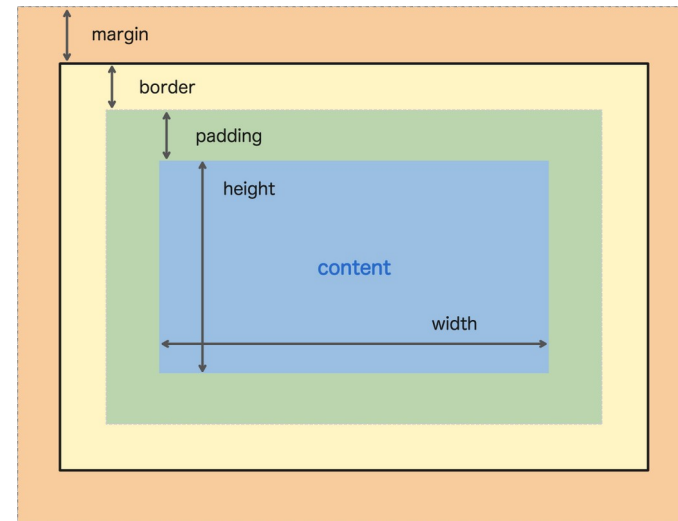 margin
border
padding
height
content
width